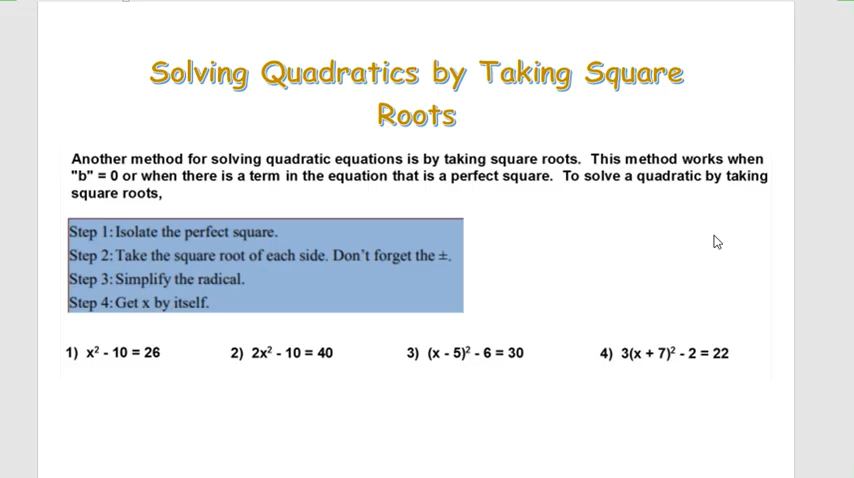 Solving Quadratics by Taking Square
Roots
Another method for solving quadratic equations is by taking square roots. This method works when
"b" = 0 or when there is a term in the equation that is a perfect square. To solve a quadratic by taking
square roots,
Step 1: Isolate the perfect square.
Step 2: Take the square root of each side. Don't forget the ±.
Step 3: Simplify the radical.
Step 4: Get x by itself.
1) x² - 10 = 26 2) 2x² - 10 = 40 3) (x - 5)² - 6 = 30 4) 3(x + 7)² - 2 = 22